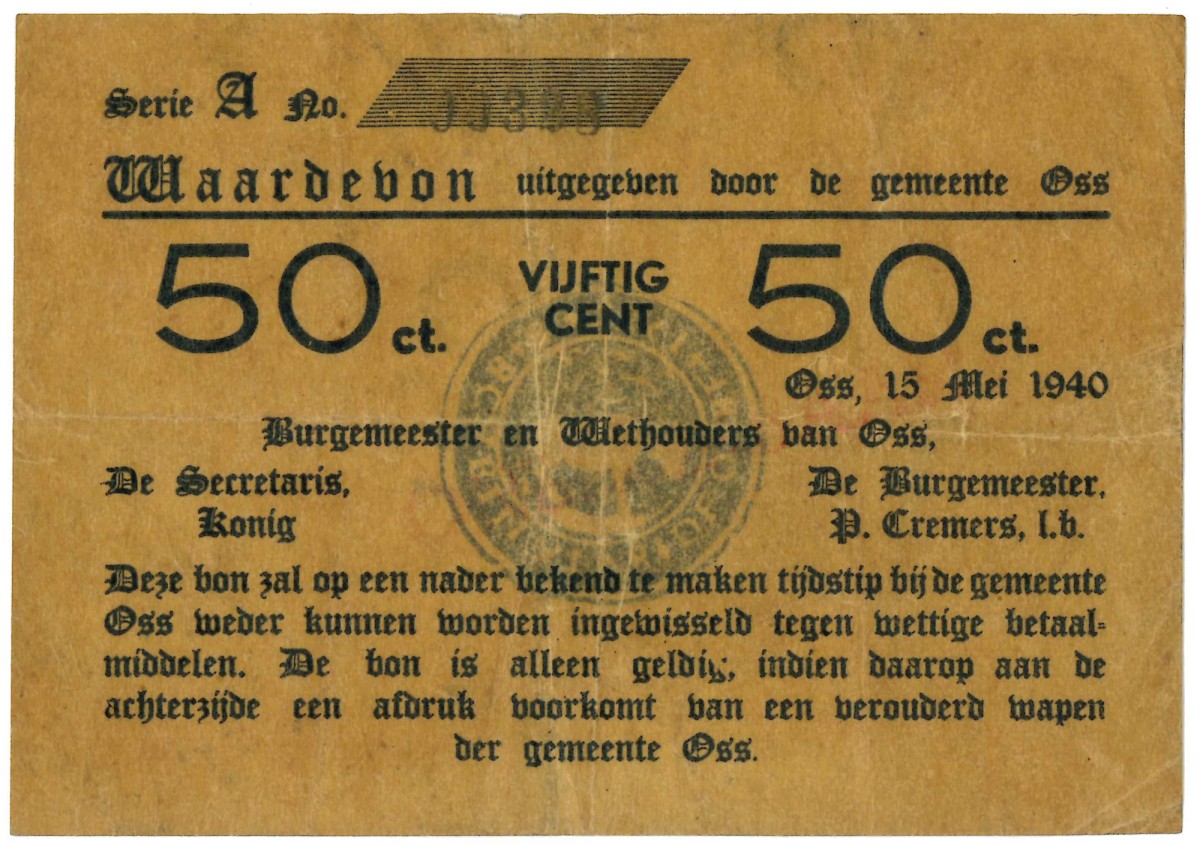 Serie A No.
Waardevon uitgegeven door de gemeente Oss
50 ct. VIJFTIG CENT 50 ct.
Oss, 15 Mei 1940
Burgemeester en Wethouders van Oss,
De Secretaris, De Burgemeester,
Konig P. Cremers, l.b.
Deze bon zal op een nader bekend te maken tijdstip bij de gemeente
Oss weder kunnen worden ingewisseld tegen wettige betaal-
middelen. De bon is alleen geldig, indien daarop aan de
achterzijde een afdruk voorkomt van een verouderd wapen
der gemeente Oss.